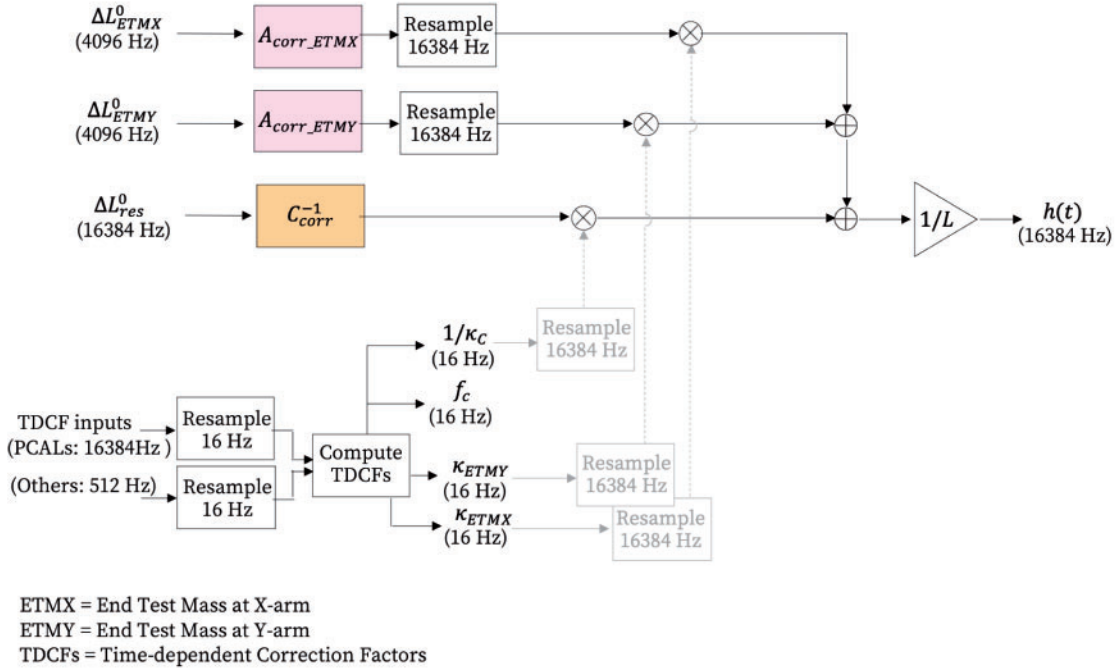 ΔL⁰_ETMX
(4096 Hz)
A_corr_ETMX
Resample
16384 Hz
ΔL⁰_ETMY
(4096 Hz)
A_corr_ETMY
Resample
16384 Hz
ΔL⁰_res
(16384 Hz)
C⁻¹_corr
1/L
h(t)
(16384 Hz)
1/κ_C
(16 Hz)
Resample
16384 Hz
f_c
(16 Hz)
TDCF inputs
(PCALs: 16384Hz )
Resample
16 Hz
(Others: 512 Hz)
Resample
16 Hz
Compute
TDCFs
κ_ETMY
(16 Hz)
Resample
16384 Hz
κ_ETMX
(16 Hz)
Resample
16384 Hz
ETMX = End Test Mass at X-arm
ETMY = End Test Mass at Y-arm
TDCFs = Time-dependent Correction Factors